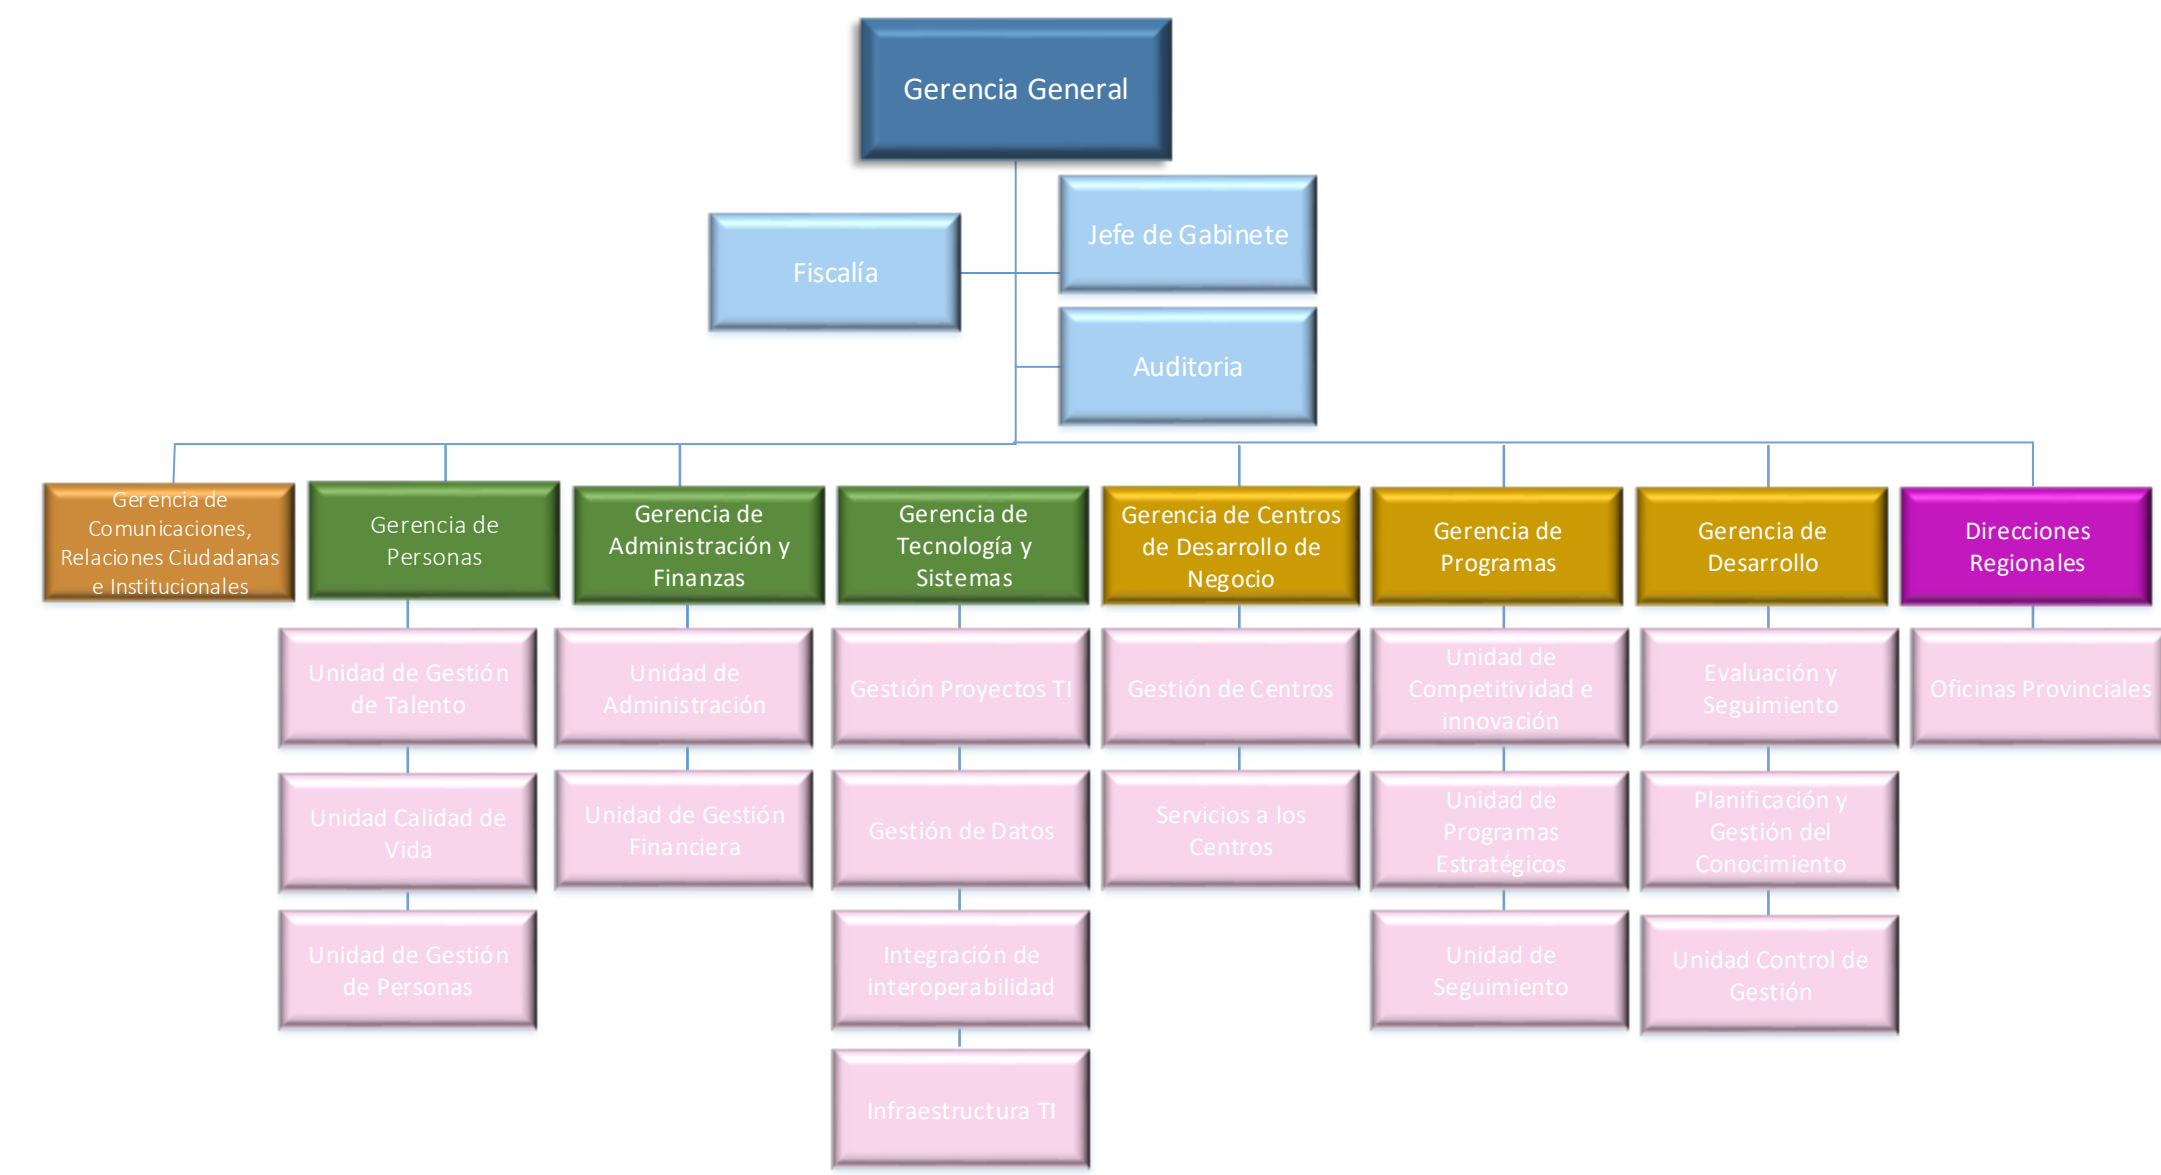 Gerencia General
Jefe de Gabinete
Fiscalía
Auditoria
Gerencia de
Comunicaciones,
Relaciones Ciudadanas
e Institucionales
Gerencia de
Personas
Gerencia de
Administración y
Finanzas
Gerencia de
Tecnología y
Sistemas
Gerencia de Centros
de Desarrollo de
Negocio
Gerencia de
Programas
Gerencia de
Desarrollo
Direcciones
Regionales
Unidad de Gestión
de Talento
Unidad de
Administración
Gestión Proyectos TI
Gestión de Centros
Unidad de
Competitividad e
innovación
Evaluación y
Seguimiento
Oficinas Provinciales
Unidad Calidad de
Vida
Unidad de Gestión
Financiera
Gestión de Datos
Servicios a los
Centros
Unidad de
Programas
Estratégicos
Planificación y
Gestión del
Conocimiento
Unidad de Gestión
de Personas
Integración de
interoperabilidad
Unidad de
Seguimiento
Unidad Control de
Gestión
Infraestructura TI